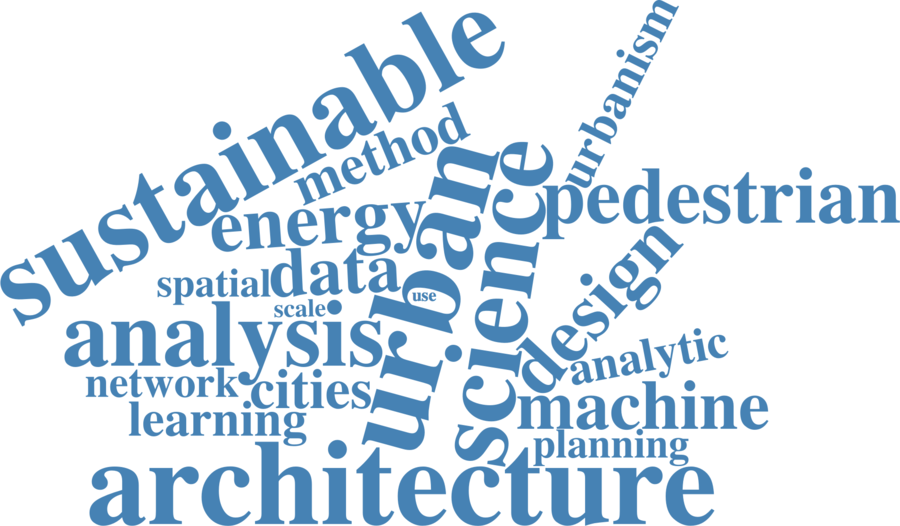 sustainable
urbanism
method
urban
science
pedestrian
energy
design
data
spatial
use
scale
analysis
analytic
network
cities
machine
learning
planning
architecture